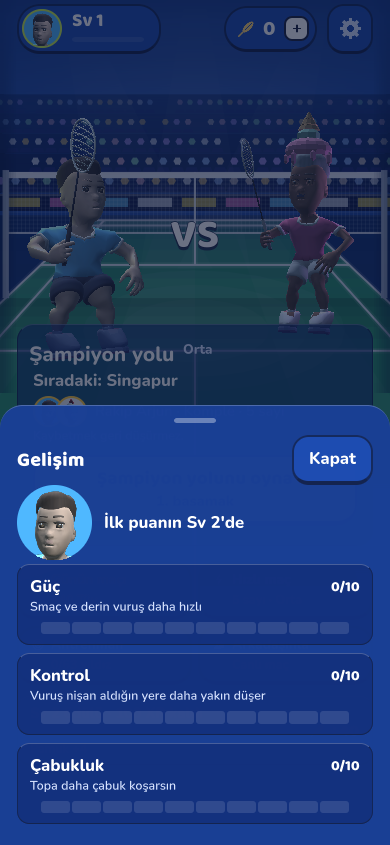 Sv 1
0 +
VS
Şampiyon yolu
Orta
Sıradaki: Singapur
Gelişim
Kapat
İlk puanın Sv 2'de
Güç
0/10
Smaç ve derin vuruş daha hızlı
Kontrol
0/10
Vuruş nişan aldığın yere daha yakın düşer
Çabukluk
0/10
Topa daha çabuk koşarsın